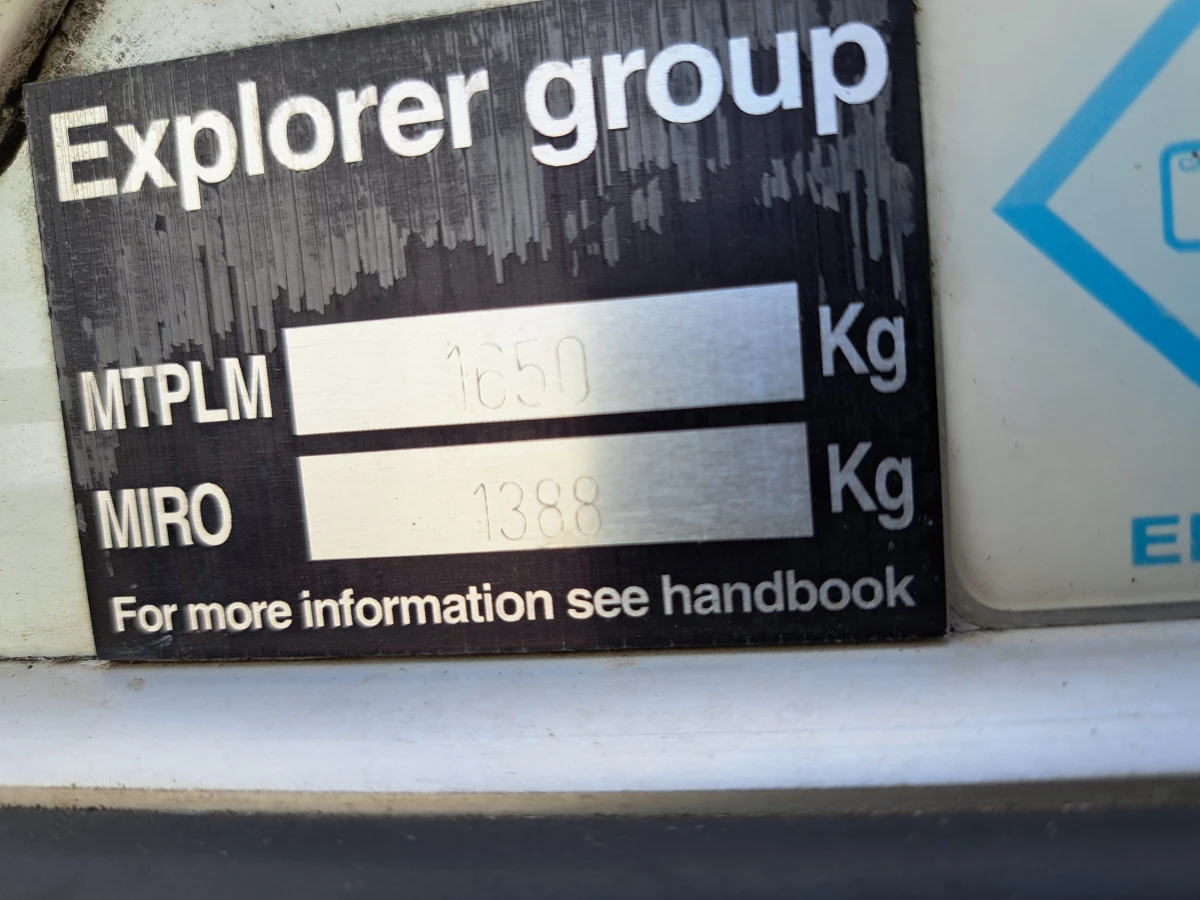 Explorer group
MTPLM 1650 Kg
MIRO 1388 Kg
For more information see handbook